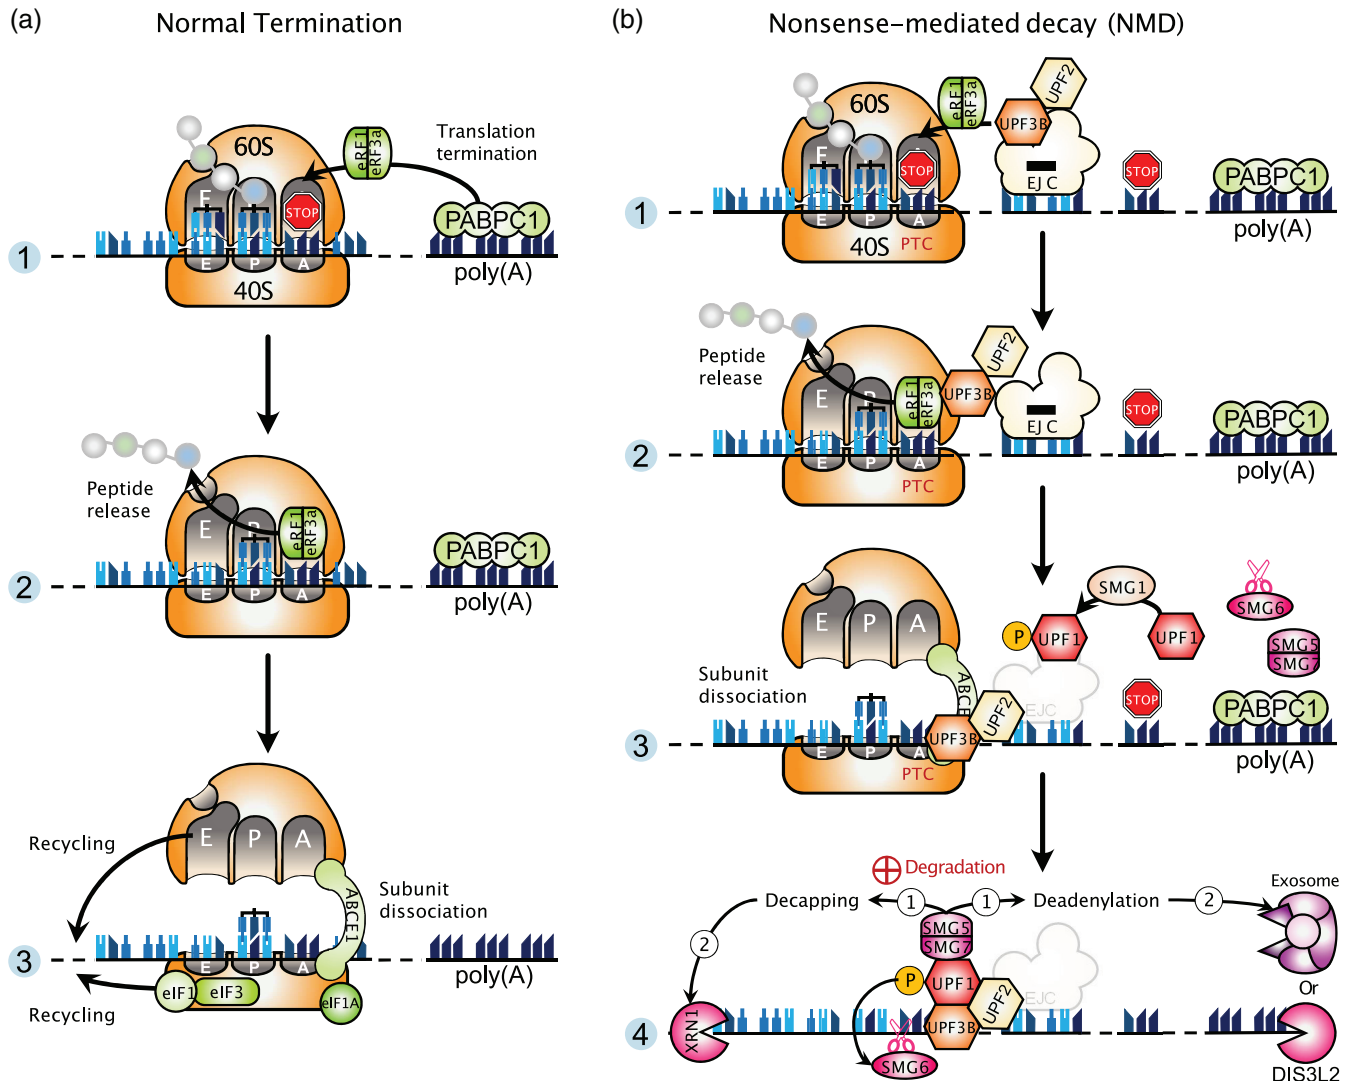 (a) Normal Termination
60S
eRF1
eRF3a
Translation
termination
E
STOP
PABPC1
1
E P A
poly(A)
40S
Peptide
release
E P
eRF1
eRF3a
PABPC1
2
E P A
poly(A)
Recycling
E P A
ABCE1
Subunit
dissociation
3
E P A
poly(A)
eIF1 eIF3 eIF1A
Recycling
(b) Nonsense-mediated decay (NMD)
60S
eRF1
eRF3a
UPF3B
UPF2
E
STOP
EJC
STOP
PABPC1
1
E P A
poly(A)
40S
PTC
Peptide
release
E P
eRF1
eRF3a
UPF3B
UPF2
EJC
STOP
PABPC1
2
E P A
poly(A)
PTC
E P A
P
UPF1
SMG1
UPF1
SMG6
SMG5
SMG7
Subunit
dissociation
ABCE
UPF3B
UPF2
EJC
STOP
PABPC1
3
E P A
poly(A)
PTC
Degradation
Decapping
1
1
Deadenylation
2
Exosome
2
SMG5
SMG7
P
UPF1
UPF2
EJC
Or
4
XRN1
UPF3B
SMG6
DIS3L2